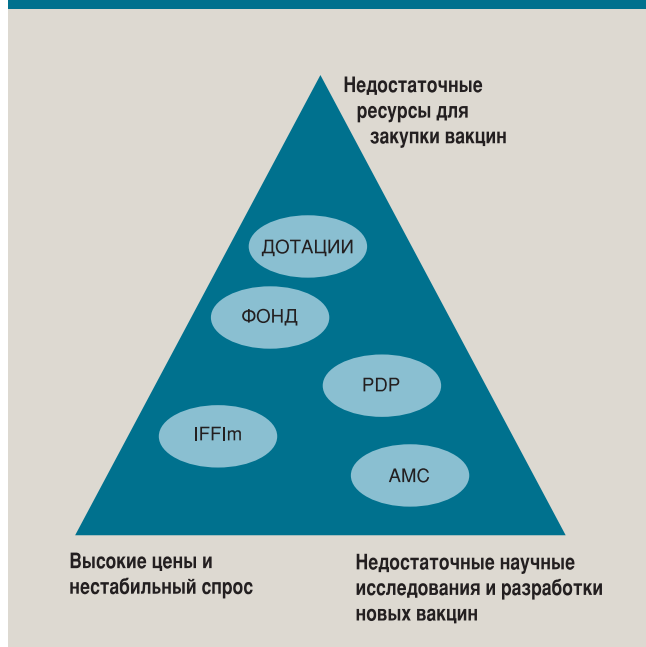 Недостаточные
ресурсы для
закупки вакцин
ДОТАЦИИ
ФОНД
PDP
IFFIm
AMC
Высокие цены и
нестабильный спрос
Недостаточные научные
исследования и разработки
новых вакцин